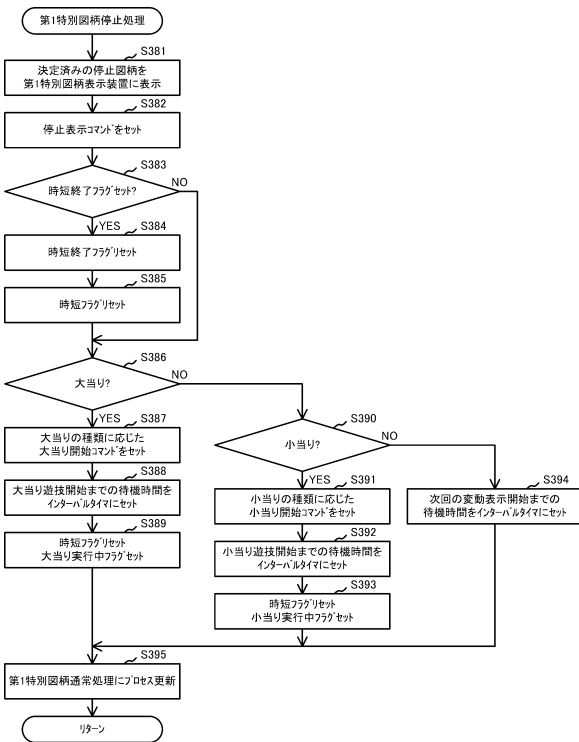 第1特別図柄停止処理
S381
決定済みの停止図柄を
第1特別図柄表示装置に表示
S382
停止表示コマンドをセット
S383
時短終了フラグセット?
NO
YES
S384
時短終了フラグリセット
S385
時短フラグリセット
S386
大当り?
NO
YES
S387
大当りの種類に応じた
大当り開始コマンドをセット
S388
大当り遊技開始までの待機時間を
インターバルタイマにセット
S389
時短フラグリセット
大当り実行中フラグセット
S390
小当り?
NO
YES
S391
小当りの種類に応じた
小当り開始コマンドをセット
S392
小当り遊技開始までの待機時間を
インターバルタイマにセット
S393
時短フラグリセット
小当り実行中フラグセット
S394
次回の変動表示開始までの
待機時間をインターバルタイマにセット
S395
第1特別図柄通常処理にプロセス更新
リターン